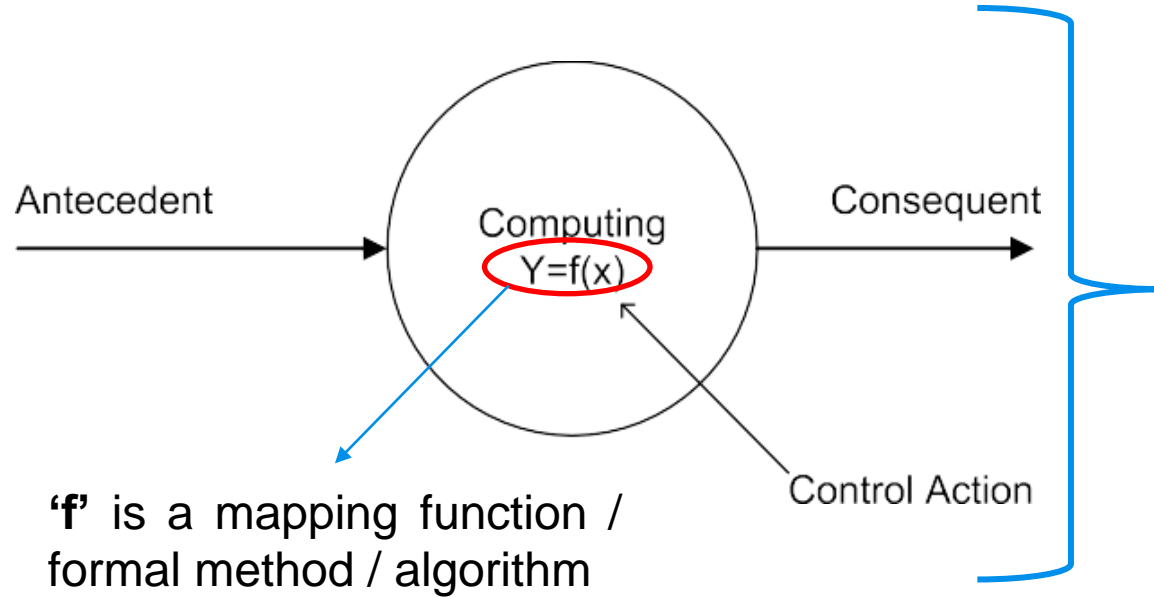 Antecedent
Consequent
Computing
Y=f(x)
Control Action
‘f’ is a mapping function /
formal method / algorithm